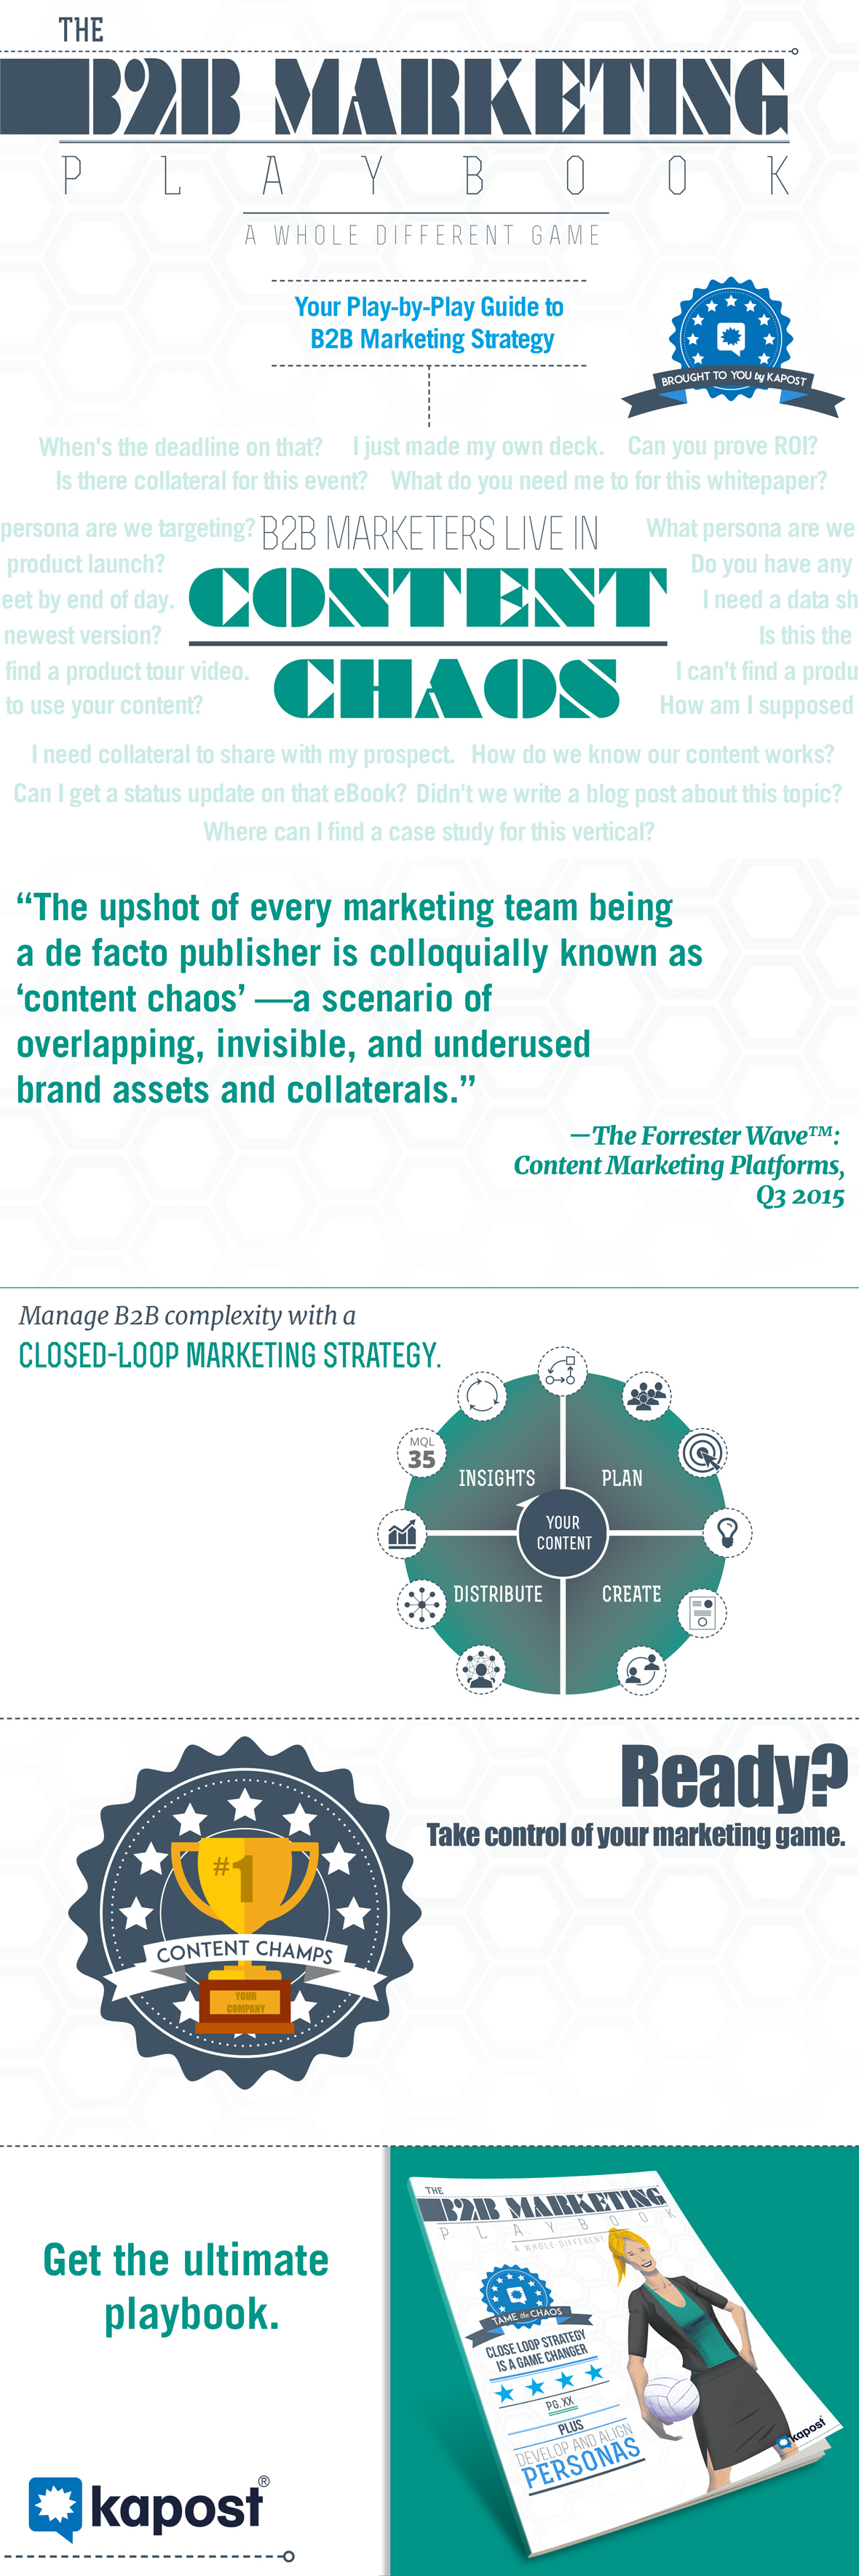 THE
B2B MARKETING
PLAYBOOK
A WHOLE DIFFERENT GAME
Your Play-by-Play Guide to
B2B Marketing Strategy
BROUGHT TO YOU by KAPOST
When's the deadline on that? I just made my own deck. Can you prove ROI?
Is there collateral for this event? What do you need me to for this whitepaper?
persona are we targeting? B2B MARKETERS LIVE IN What persona are we
product launch? Do you have any
eet by end of day. CONTENT I need a data sh
newest version? Is this the
find a product tour video. CHAOS I can't find a produ
to use your content? How am I supposed
I need collateral to share with my prospect. How do we know our content works?
Can I get a status update on that eBook? Didn't we write a blog post about this topic?
Where can I find a case study for this vertical?
“The upshot of every marketing team being
a de facto publisher is colloquially known as
‘content chaos’ —a scenario of
overlapping, invisible, and underused
brand assets and collaterals.”
—The Forrester Wave™:
Content Marketing Platforms,
Q3 2015
Manage B2B complexity with a
CLOSED-LOOP MARKETING STRATEGY.
MQL
35
INSIGHTS PLAN
YOUR
CONTENT
DISTRIBUTE CREATE
Ready?
Take control of your marketing game.
#1
CONTENT CHAMPS
YOUR
COMPANY
Get the ultimate
playbook.
kapost®
THE
B2B MARKETING
PLAYBOOK
A WHOLE DIFFERENT
TAME the CHAOS
CLOSE LOOP STRATEGY
IS A GAME CHANGER
PG. XX
PLUS
DEVELOP AND ALIGN
PERSONAS
kapost